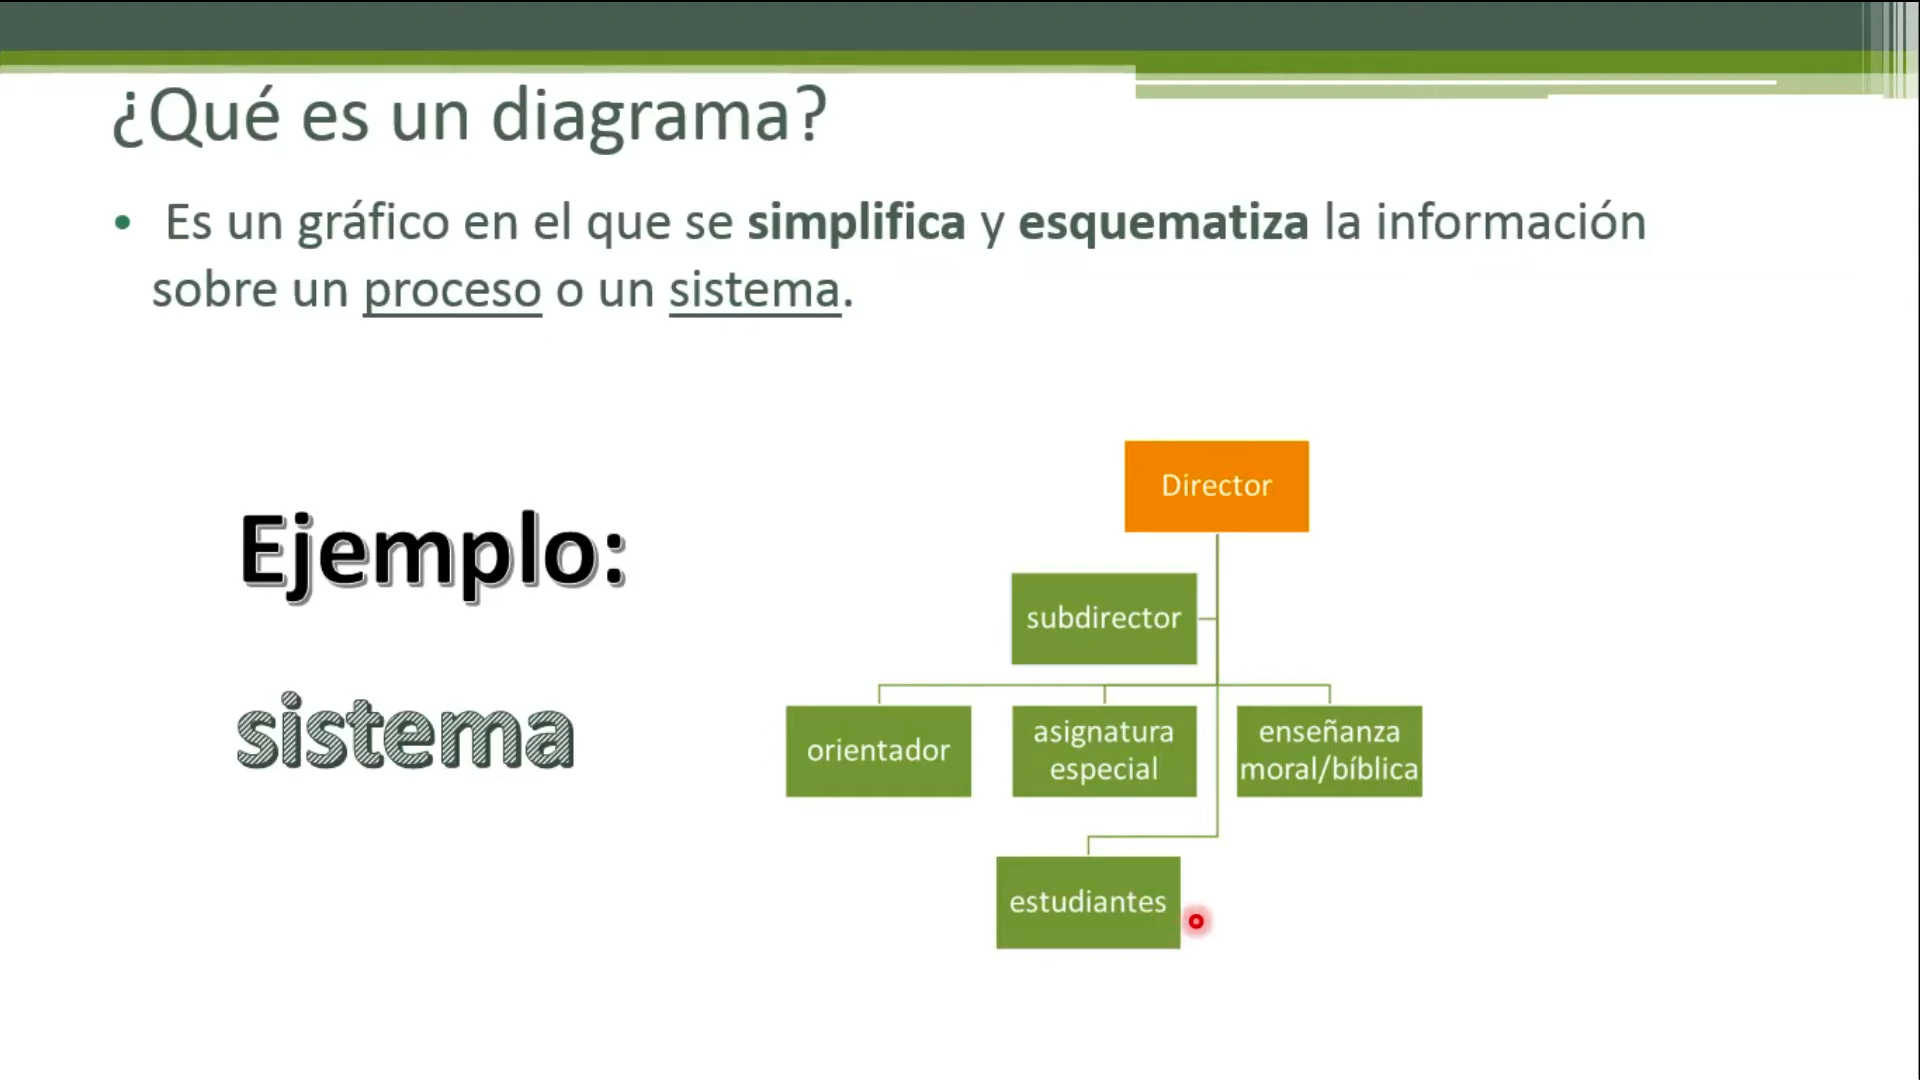 ¿Qué es un diagrama?
• Es un gráfico en el que se simplifica y esquematiza la información
sobre un proceso o un sistema.
Ejemplo:
sistema
Director
subdirector
orientador
asignatura
especial
enseñanza
moral/bíblica
estudiantes